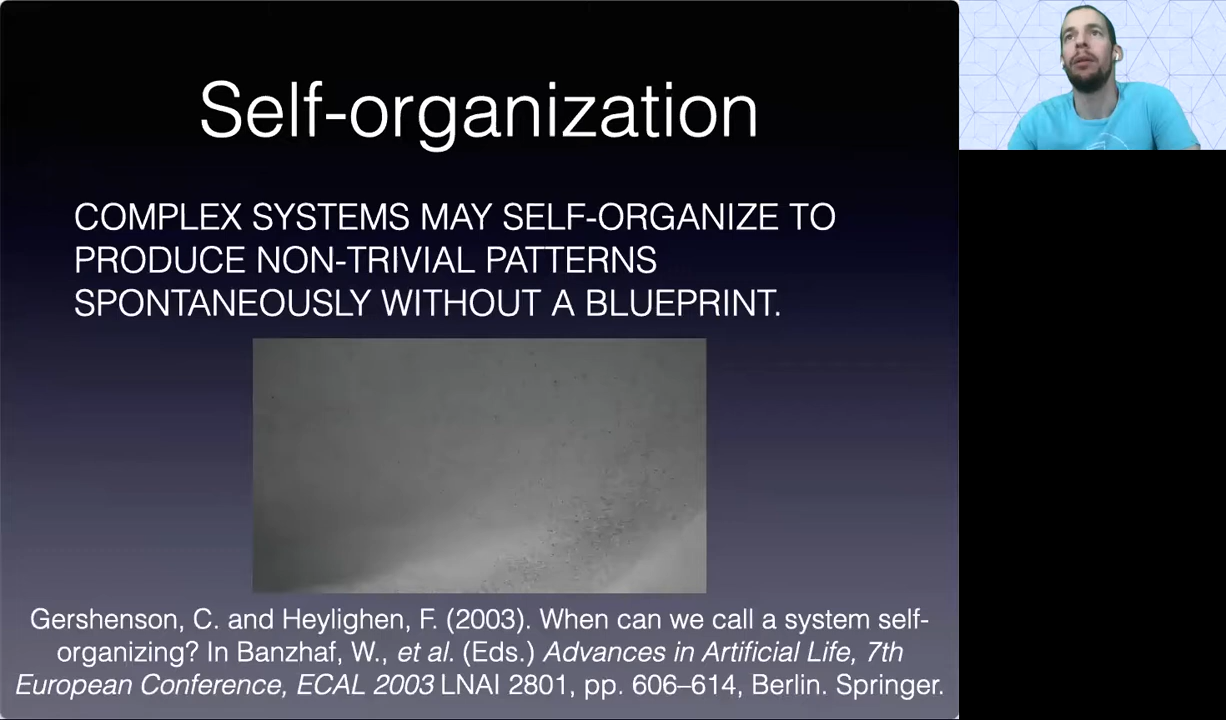 Self-organization
COMPLEX SYSTEMS MAY SELF-ORGANIZE TO
PRODUCE NON-TRIVIAL PATTERNS
SPONTANEOUSLY WITHOUT A BLUEPRINT.
Gershenson, C. and Heylighen, F. (2003). When can we call a system self-
organizing? In Banzhaf, W., et al. (Eds.) Advances in Artificial Life, 7th
European Conference, ECAL 2003 LNAI 2801, pp. 606–614, Berlin. Springer.